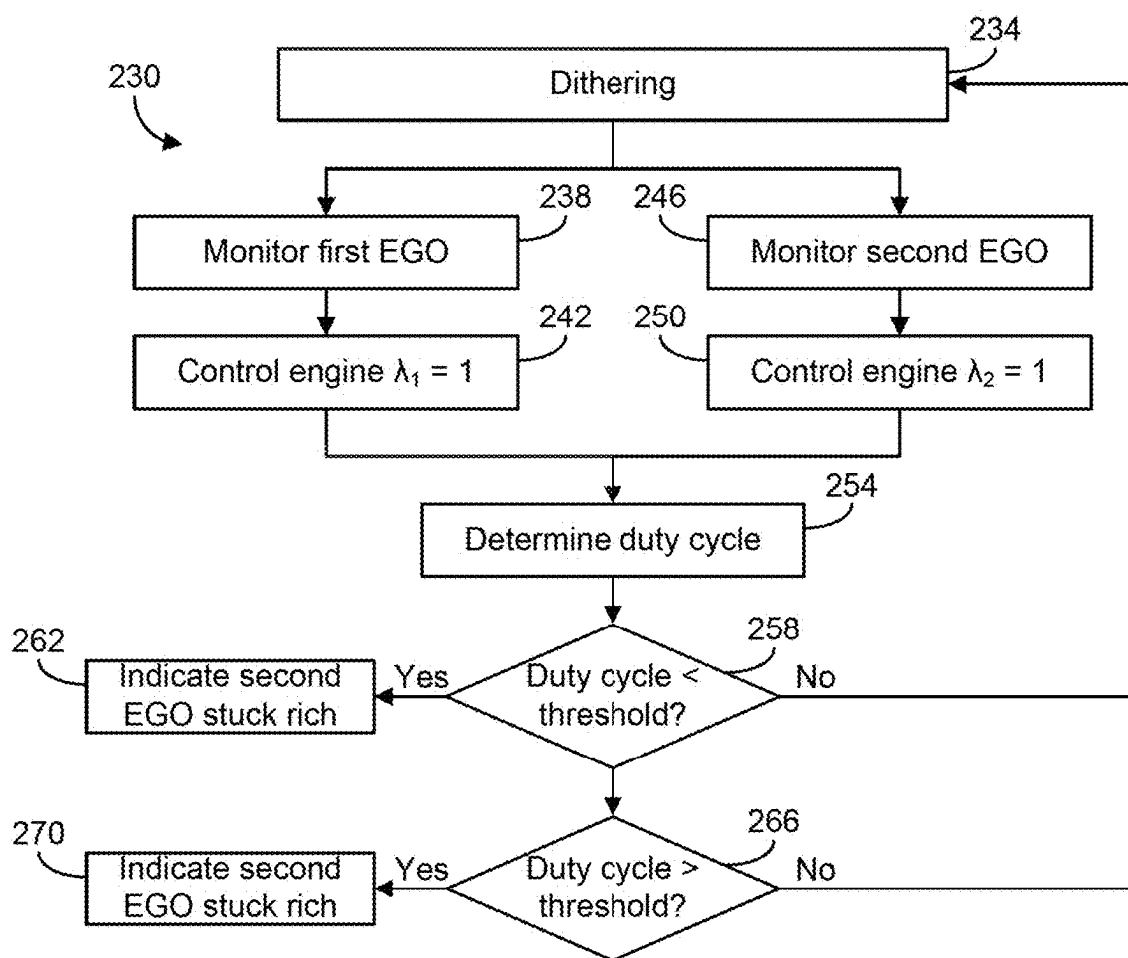 234
230
Dithering
238
246
Monitor first EGO
Monitor second EGO
242
250
Control engine λ₁ = 1
Control engine λ₂ = 1
254
Determine duty cycle
262
258
Indicate second
EGO stuck rich
Yes
Duty cycle <
threshold?
No
270
266
Indicate second
EGO stuck rich
Yes
Duty cycle >
threshold?
No